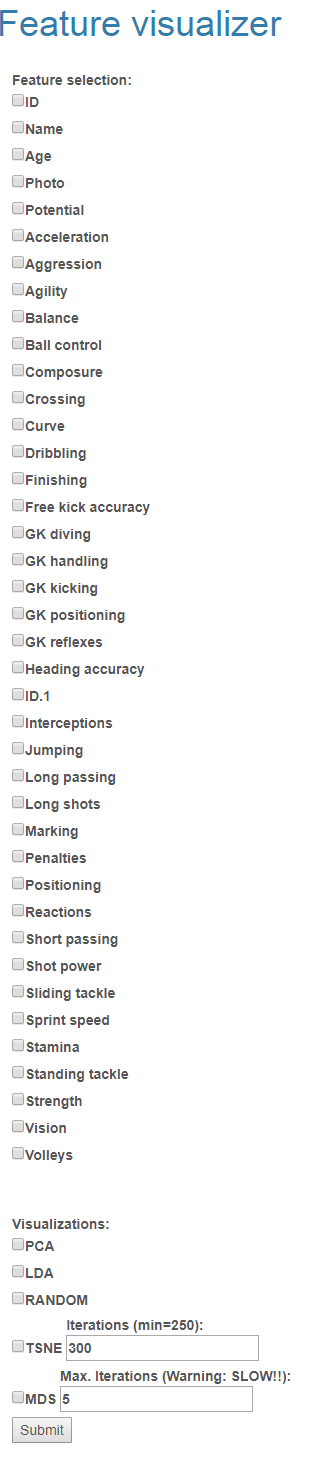 Feature visualizer
Feature selection:
ID
Name
Age
Photo
Potential
Acceleration
Aggression
Agility
Balance
Ball control
Composure
Crossing
Curve
Dribbling
Finishing
Free kick accuracy
GK diving
GK handling
GK kicking
GK positioning
GK reflexes
Heading accuracy
ID.1
Interceptions
Jumping
Long passing
Long shots
Marking
Penalties
Positioning
Reactions
Short passing
Shot power
Sliding tackle
Sprint speed
Stamina
Standing tackle
Strength
Vision
Volleys
Visualizations:
PCA
LDA
RANDOM
Iterations (min=250):
TSNE 300
Max. Iterations (Warning: SLOW!!):
MDS 5
Submit